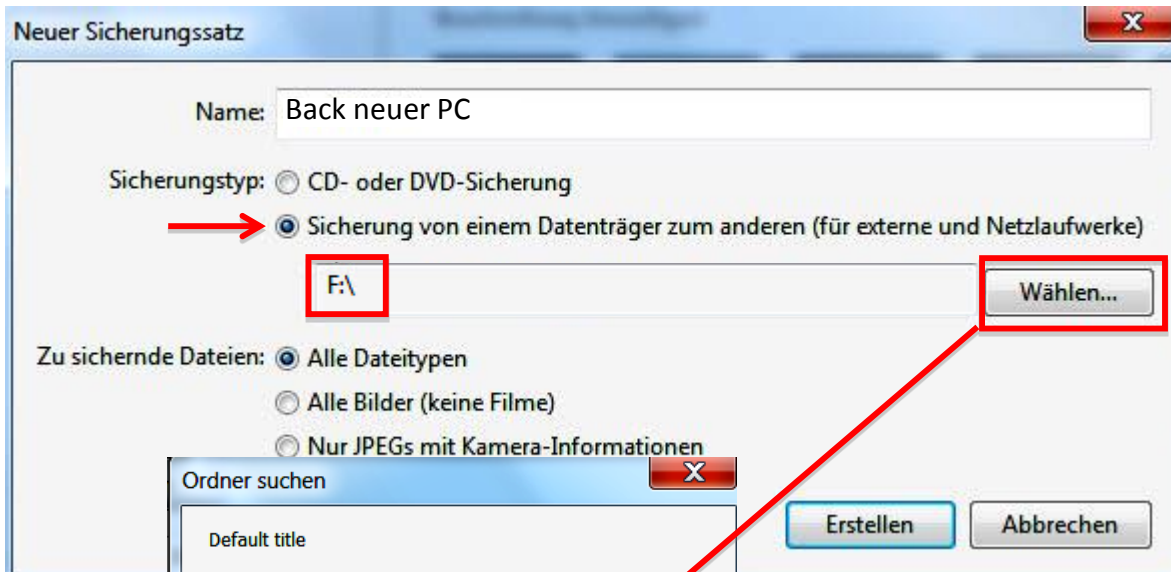 Neuer Sicherungssatz
Name: Back neuer PC
Sicherungstyp: CD- oder DVD-Sicherung
Sicherung von einem Datenträger zum anderen (für externe und Netzlaufwerke)
F:\
Wählen...
Zu sichernde Dateien: Alle Dateitypen
Alle Bilder (keine Filme)
Nur JPEGs mit Kamera-Informationen
Ordner suchen
Default title
Erstellen Abbrechen